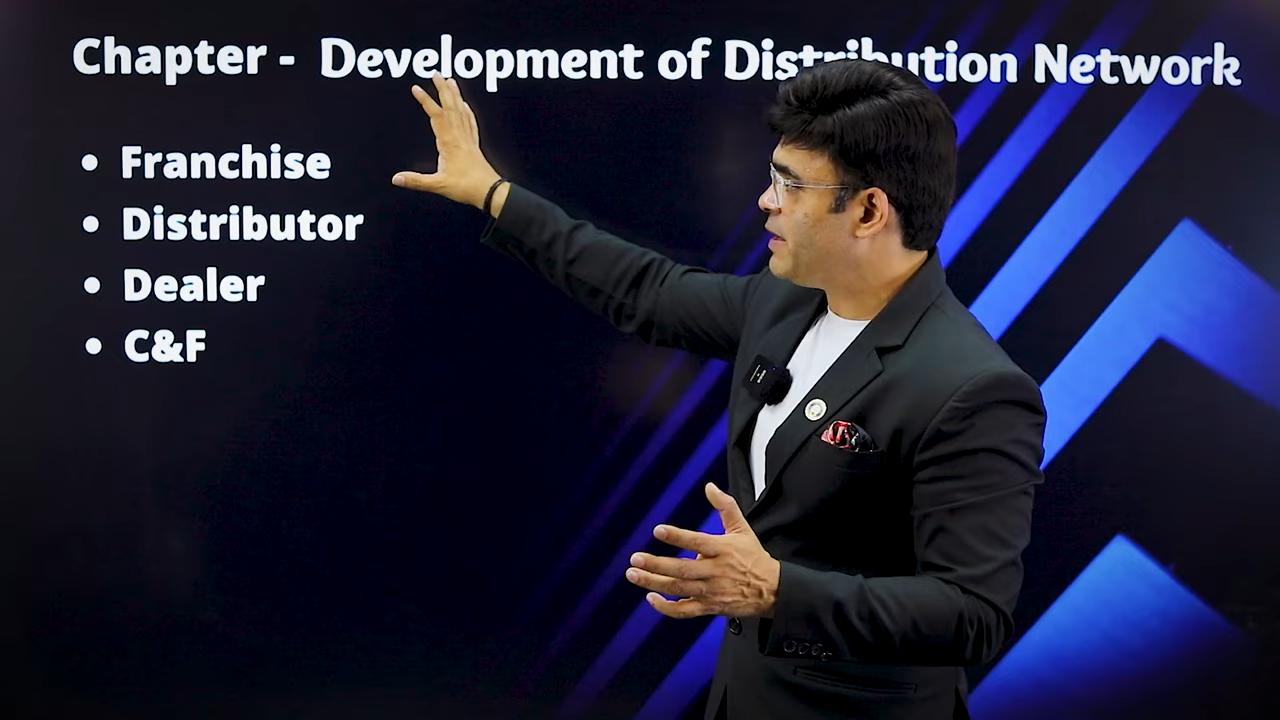 Chapter - Development of Distribution Network
• Franchise
• Distributor
• Dealer
• C&F